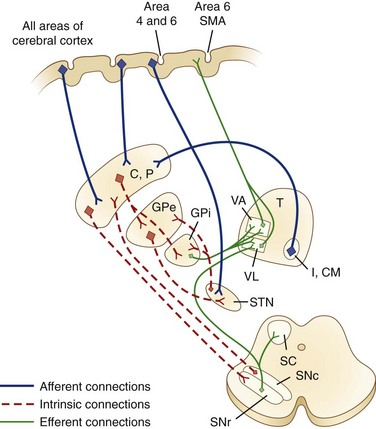 All areas of
cerebral cortex
Area
4 and 6
Area 6
SMA
C, P
GPe
GPi
VA
T
VL
I, CM
STN
SC
SNc
SNr
Afferent connections
Intrinsic connections
Efferent connections